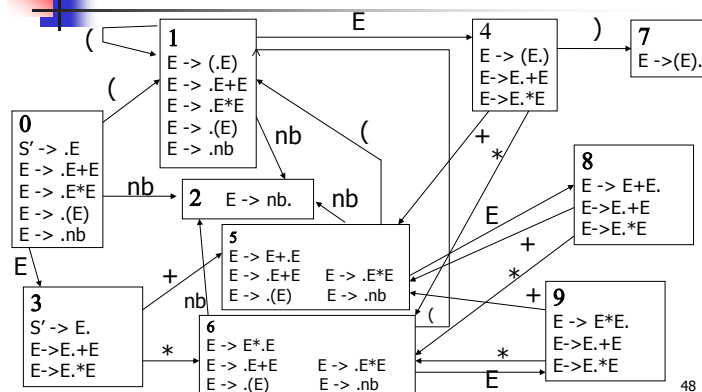 (
1
E -> (.E)
E -> .E+E
E -> .E*E
E -> .(E)
E -> .nb
E
4
E -> (E.)
E->E.+E
E->E.*E
)
7
E ->(E).
(
0
S' -> .E
E -> .E+E
E -> .E*E
E -> .(E)
E -> .nb
nb
nb
(
+
*
2 E -> nb.
nb
8
E -> E+E.
E->E.+E
E->E.*E
E
+
*
5
E -> E+.E
E -> .E+E E -> .E*E
E -> .(E) E -> .nb
E
+
3
S' -> E.
E->E.+E
E->E.*E
*
nb
(
+
9
E -> E*E.
E->E.+E
E->E.*E
*
E
6
E -> E*.E
E -> .E+E E -> .E*E
E -> .(E) E -> .nb
48